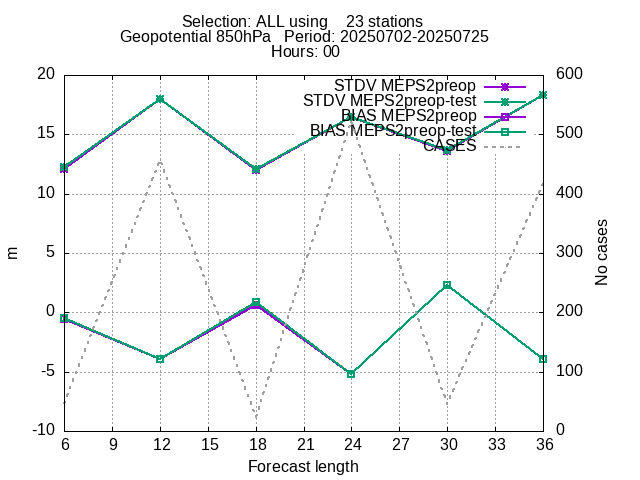 Selection: ALL using    23 stations
Geopotential 850hPa   Period: 20250702-20250725
Hours: 00
STDV MEPS2preop
STDV MEPS2preop-test
BIAS MEPS2preop
BIAS MEPS2preop-test
CASES
20
15
10
5
0
-5
-10
m
600
500
400
300
200
100
0
No cases
6 9 12 15 18 21 24 27 30 33 36
Forecast length